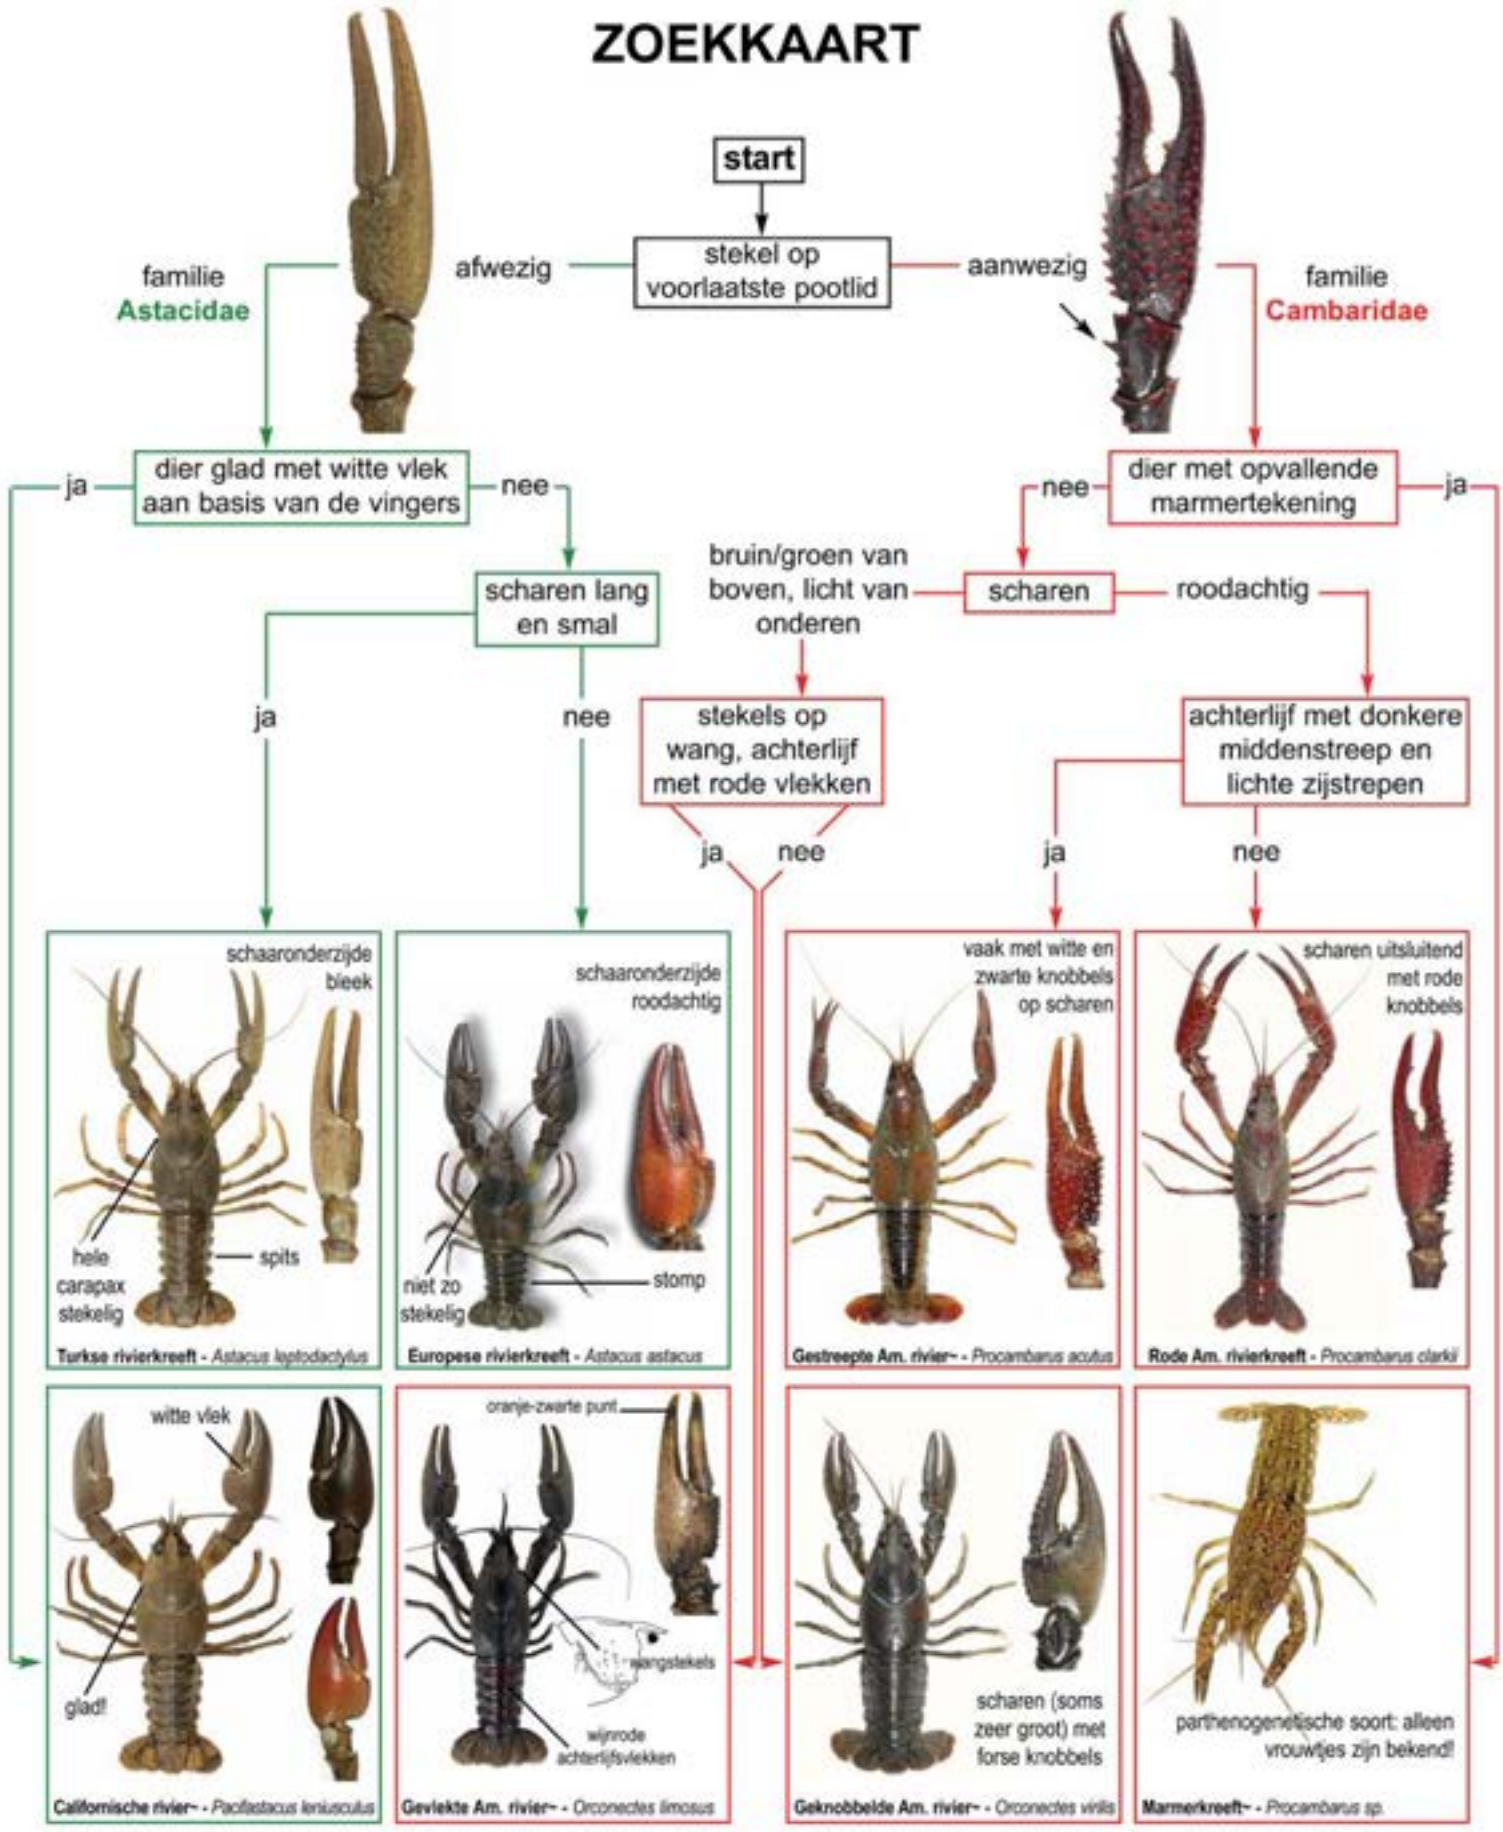 ZOEKKAART
start
stekel op
voorlaatste pootlid
afwezig
aanwezig
familie
Astacidae
familie
Cambaridae
ja
dier glad met witte vlek
aan basis van de vingers
nee
nee
dier met opvallende
marmertekening
ja
scharen lang
en smal
bruin/groen van
boven, licht van
onderen
scharen
roodachtig
ja
nee
stekels op
wang, achterlijf
met rode vlekken
achterlijf met donkere
middenstreep en
lichte zijstrepen
ja
nee
ja
nee
schaaronderzijde
bleek
hele
carapax
stekelig
spits
Turkse rivierkreeft - Astacus leptodactylus
schaaronderzijde
roodachtig
niet zo
stekelig
stomp
Europese rivierkreeft - Astacus astacus
vaak met witte en
zwarte knobbels
op scharen
Gestreepte Am. rivier~ - Procambarus acutus
scharen uitsluitend
met rode
knobbels
Rode Am. rivierkreeft - Procambarus clarkii
witte vlek
glad!
Californische rivier~ - Pacifastacus leniusculus
oranje-zwarte punt
wangstekels
wijnrode
achterlijfsvlekken
Gevlekte Am. rivier~ - Orconectes limosus
scharen (soms
zeer groot) met
forse knobbels
Geknobbelde Am. rivier~ - Orconectes virilis
parthenogenetische soort: alleen
vrouwtjes zijn bekend!
Marmerkreeft~ - Procambarus sp.